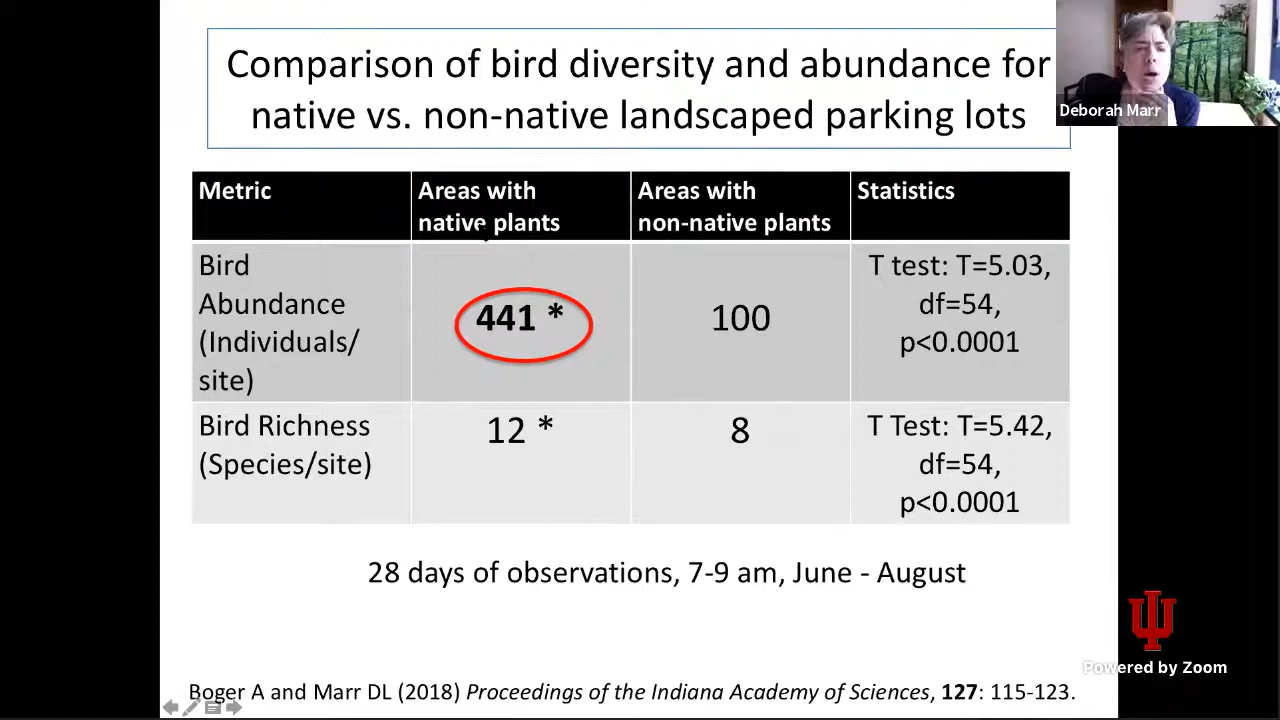 Comparison of bird diversity and abundance for
native vs. non-native landscaped parking lots
Deborah Marr
Metric
Areas with
native plants
Areas with
non-native plants
Statistics
Bird
Abundance
(Individuals/
site)
441 *
100
T test: T=5.03,
df=54,
p<0.0001
Bird Richness
(Species/site)
12 *
8
T Test: T=5.42,
df=54,
p<0.0001
28 days of observations, 7-9 am, June - August
Powered by Zoom
Boger A and Marr DL (2018) Proceedings of the Indiana Academy of Sciences, 127: 115-123.